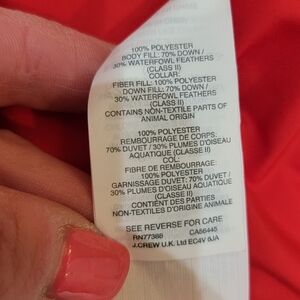 100% POLYESTER
BODY FILL: 70% DOWN /
30% WATERFOWL FEATHERS
(CLASS II)
COLLAR:
FIBER FILL: 100% POLYESTER
DOWN FILL: 70% DOWN /
30% WATERFOWL FEATHERS
(CLASS II)
CONTAINS NON-TEXTILE PARTS OF
ANIMAL ORIGIN
100% POLYESTER
REMBOURRAGE DE CORPS:
70% DUVET / 30% PLUMES D'OISEAU
AQUATIQUE (CLASSE II)
COL:
FIBRE DE REMBOURRAGE:
100% POLYESTER
GARNISSAGE DUVET: 70% DUVET /
30% PLUMES D'OISEAU AQUATIQUE
(CLASSE II)
CONTIENT DES PARTIES
NON-TEXTILES D'ORIGINE ANIMALE
SEE REVERSE FOR CARE
RN77388 CA56445
J.CREW U.K. Ltd EC4V 6JA